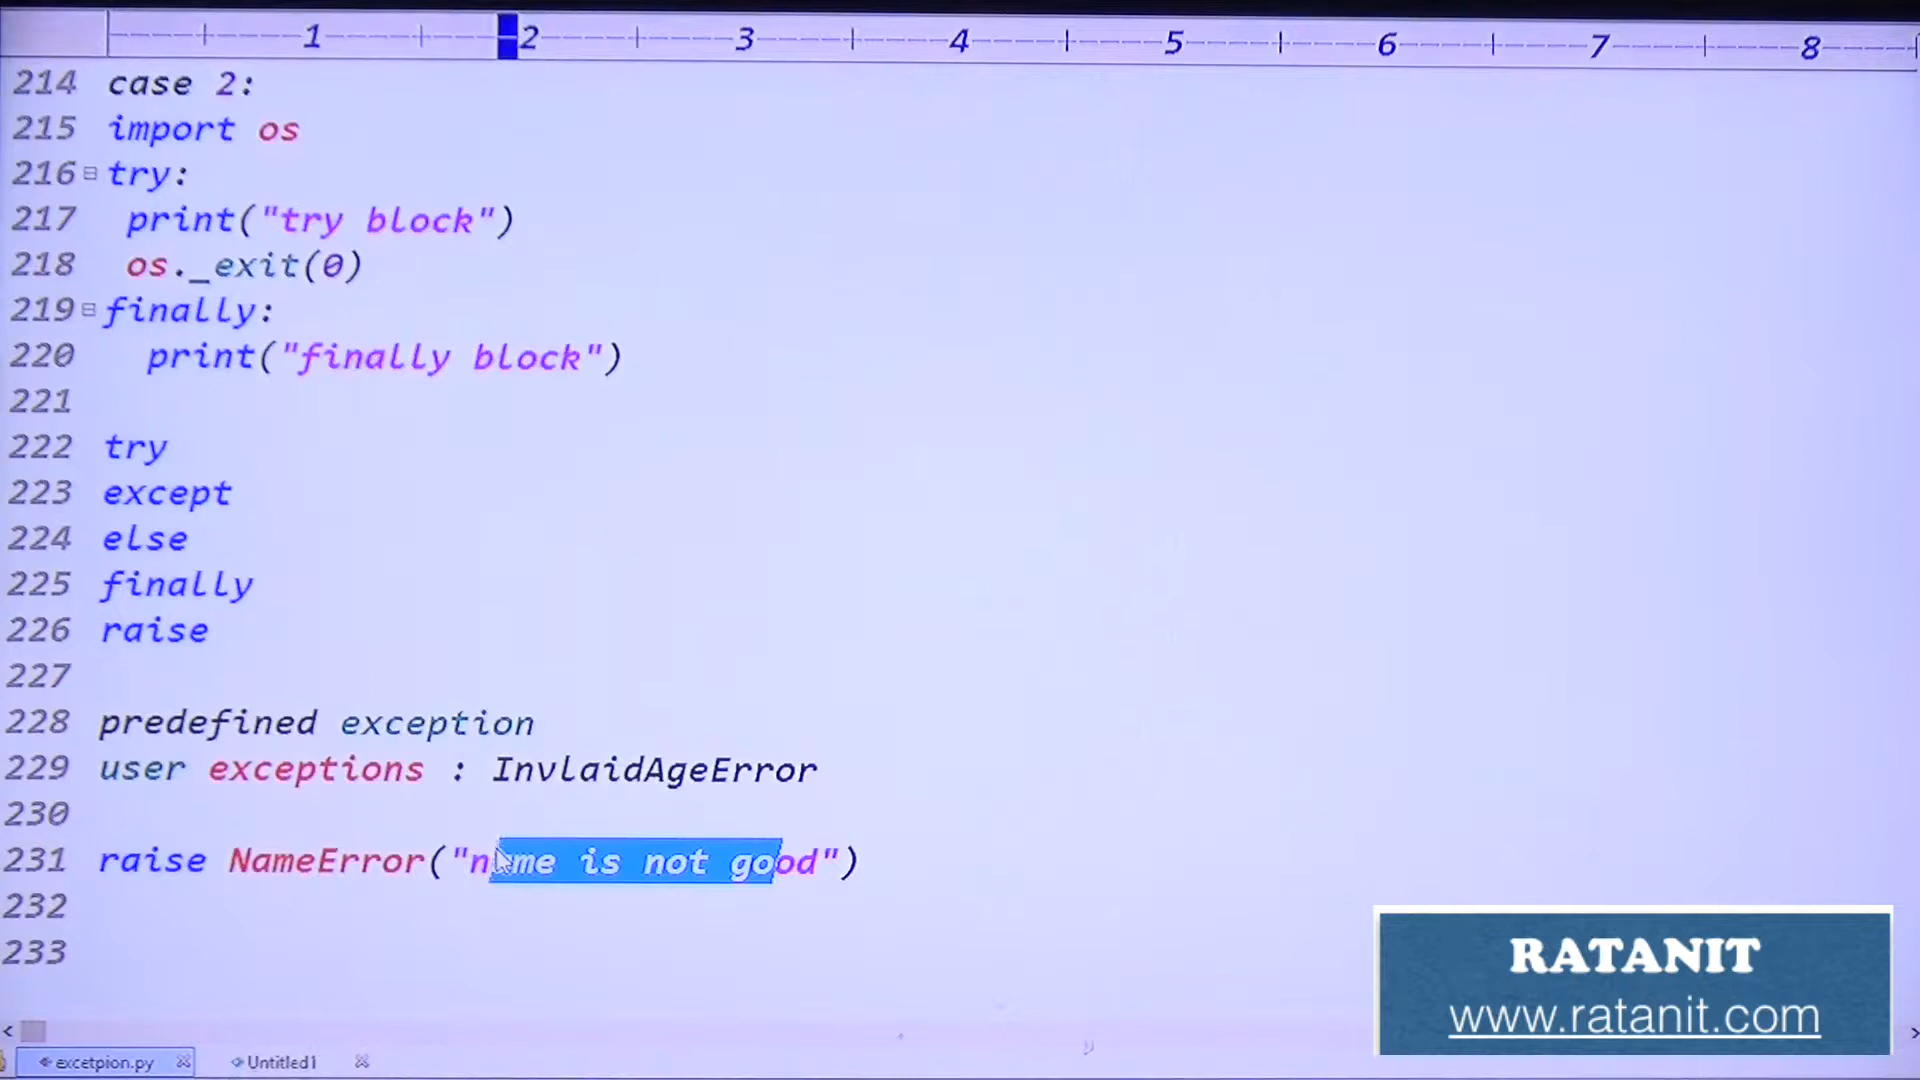 1 2 3 4 5 6 7 8
214 case 2:
215 import os
216 try:
217 print("try block")
218 os._exit(0)
219 finally:
220 print("finally block")
221
222 try
223 except
224 else
225 finally
226 raise
227
228 predefined exception
229 user exceptions : InvlaidAgeError
230
231 raise NameError("name is not good")
232
233
RATANIT
www.ratanit.com
excetpion.py Untitled1